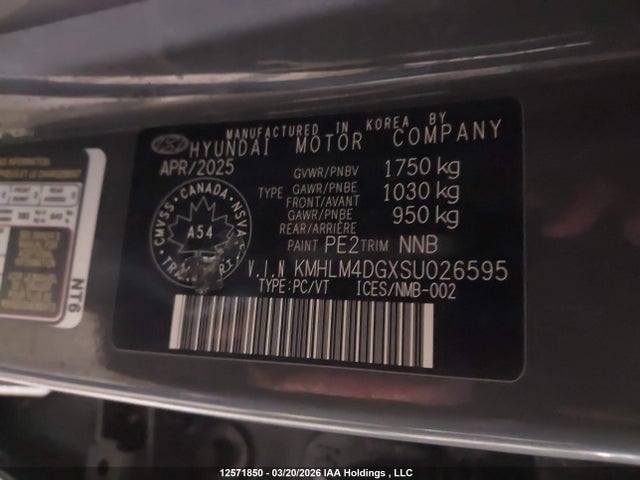 MANUFACTURED IN KOREA BY
HYUNDAI MOTOR COMPANY
APR/2025
GVWR/PNBV 1750 kg
TYPE GAWR/PNBE FRONT/AVANT 1030 kg
GAWR/PNBE REAR/ARRIÈRE 950 kg
PAINT PE2 TRIM NNB
CANADA
CMVSS
NSVAC
A54
V.I.N KMHLM4DGXSU026595
TYPE:PC/VT ICES/NMB-002
NT6
12571850 - 03/20/2026 IAA Holdings , LLC